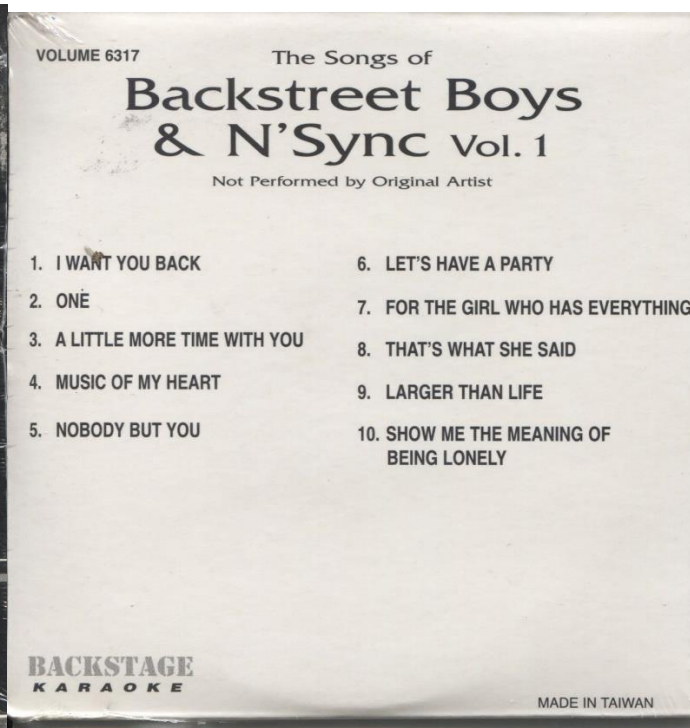 VOLUME 6317
The Songs of
Backstreet Boys
& N'Sync Vol. 1
Not Performed by Original Artist
1. I WANT YOU BACK
2. ONE
3. A LITTLE MORE TIME WITH YOU
4. MUSIC OF MY HEART
5. NOBODY BUT YOU
6. LET'S HAVE A PARTY
7. FOR THE GIRL WHO HAS EVERYTHING
8. THAT'S WHAT SHE SAID
9. LARGER THAN LIFE
10. SHOW ME THE MEANING OF
BEING LONELY
BACKSTAGE
KARAOKE
MADE IN TAIWAN